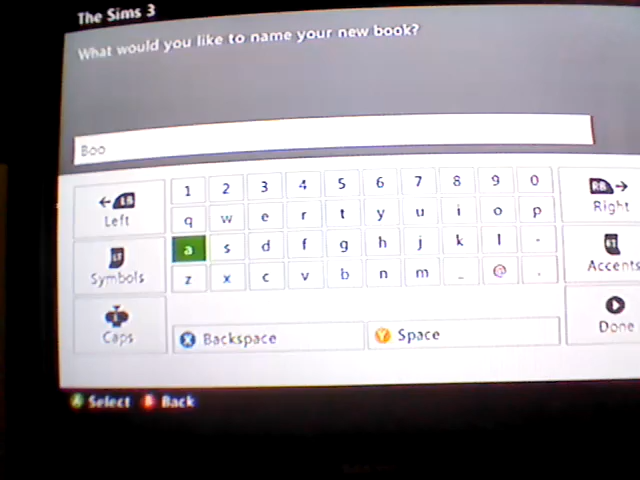 The Sims 3
What would you like to name your new book?
Boo
LB
Left
1 2 3 4 5 6 7 8 9 0
RB
Right
q w e r t y u i o p
LT
Symbols
a s d f g h j k l -
Accents
z x c v b n m _ @ .
Caps
X Backspace
Y Space
Done
A Select B Back